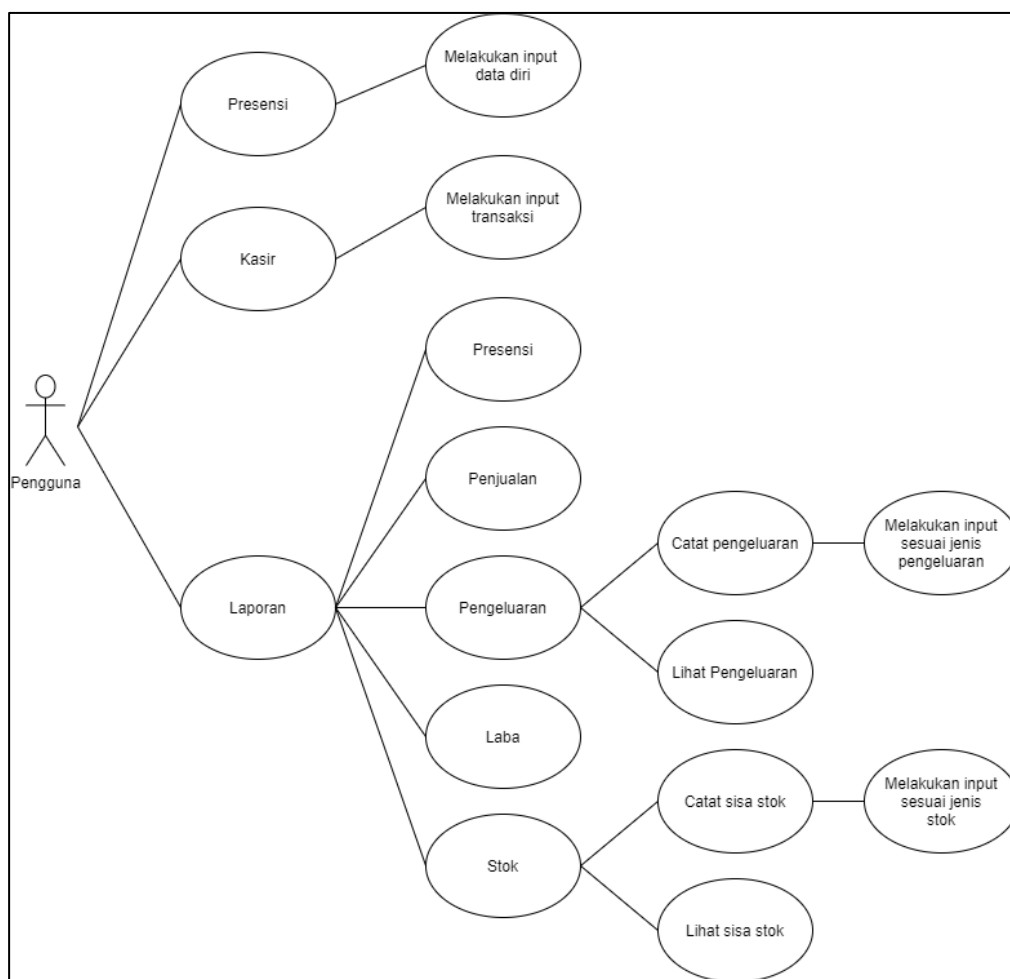 Melakukan input
data diri
Presensi
Melakukan input
transaksi
Kasir
Presensi
Pengguna
Penjualan
Catat pengeluaran
Melakukan input
sesuai jenis
pengeluaran
Laporan
Pengeluaran
Lihat Pengeluaran
Laba
Catat sisa stok
Melakukan input
sesuai jenis
stok
Stok
Lihat sisa stok